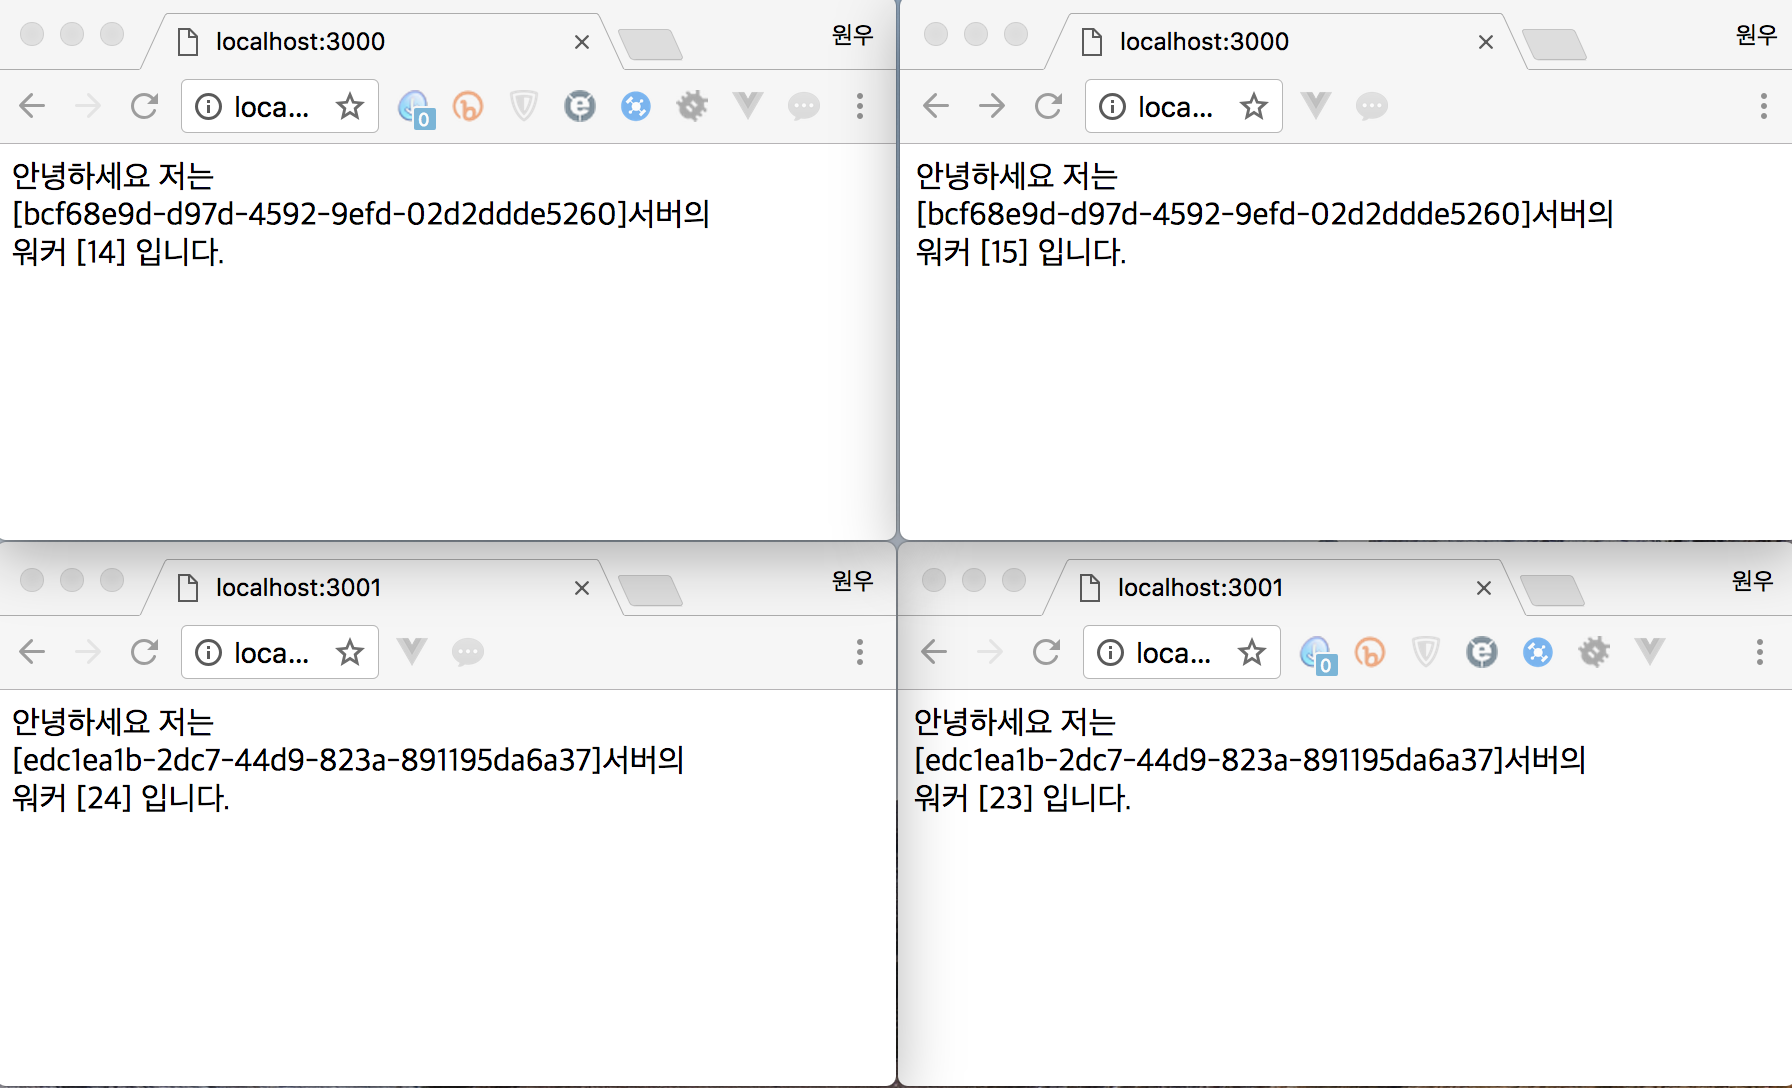 localhost:3000
원우
loca...
0
안녕하세요 저는
[bcf68e9d-d97d-4592-9efd-02d2ddde5260]서버의
워커 [14] 입니다.
localhost:3000
원우
loca...
안녕하세요 저는
[bcf68e9d-d97d-4592-9efd-02d2ddde5260]서버의
워커 [15] 입니다.
localhost:3001
원우
loca...
안녕하세요 저는
[edc1ea1b-2dc7-44d9-823a-891195da6a37]서버의
워커 [24] 입니다.
localhost:3001
원우
loca...
0
안녕하세요 저는
[edc1ea1b-2dc7-44d9-823a-891195da6a37]서버의
워커 [23] 입니다.